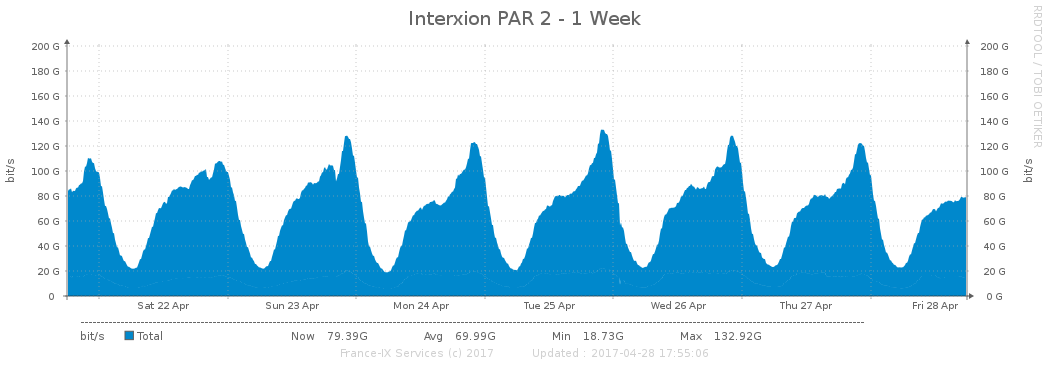 Interxion PAR 2 - 1 Week
RRDTOOL / TOBI OETIKER
200 G 200 G
180 G 180 G
160 G 160 G
140 G 140 G
120 G 120 G
100 G 100 G
80 G 80 G
60 G 60 G
40 G 40 G
20 G 20 G
0 0 G
bit/s bit/s
Sat 22 Apr Sun 23 Apr Mon 24 Apr Tue 25 Apr Wed 26 Apr Thu 27 Apr Fri 28 Apr
bit/s Total Now 79.39G Avg 69.99G Min 18.73G Max 132.92G
France-IX Services (c) 2017 Updated : 2017-04-28 17:55:06